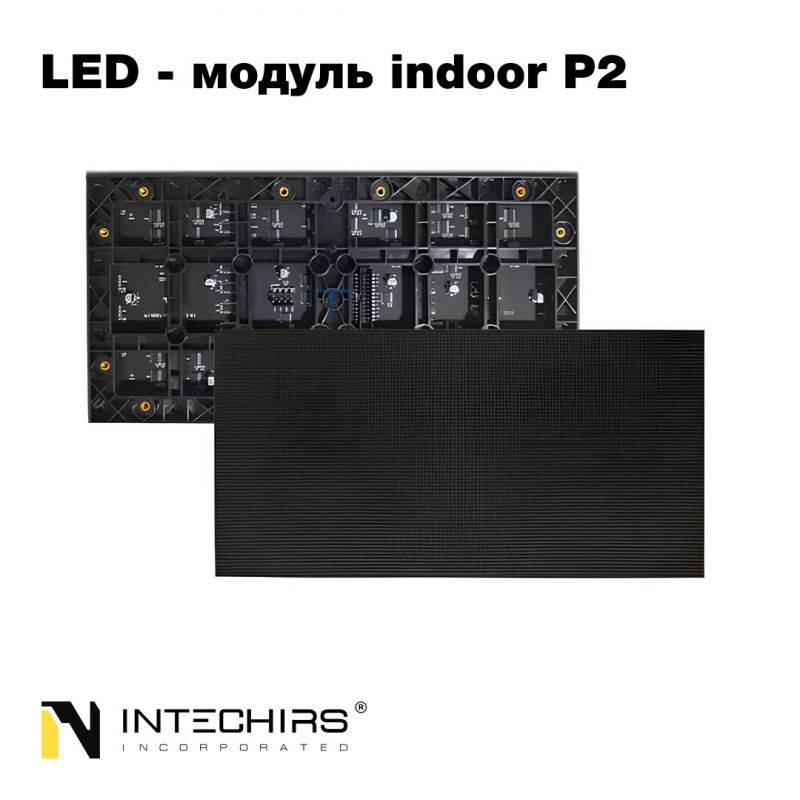 LED - модуль indoor P2
INTECHIRS®
INCORPORATED